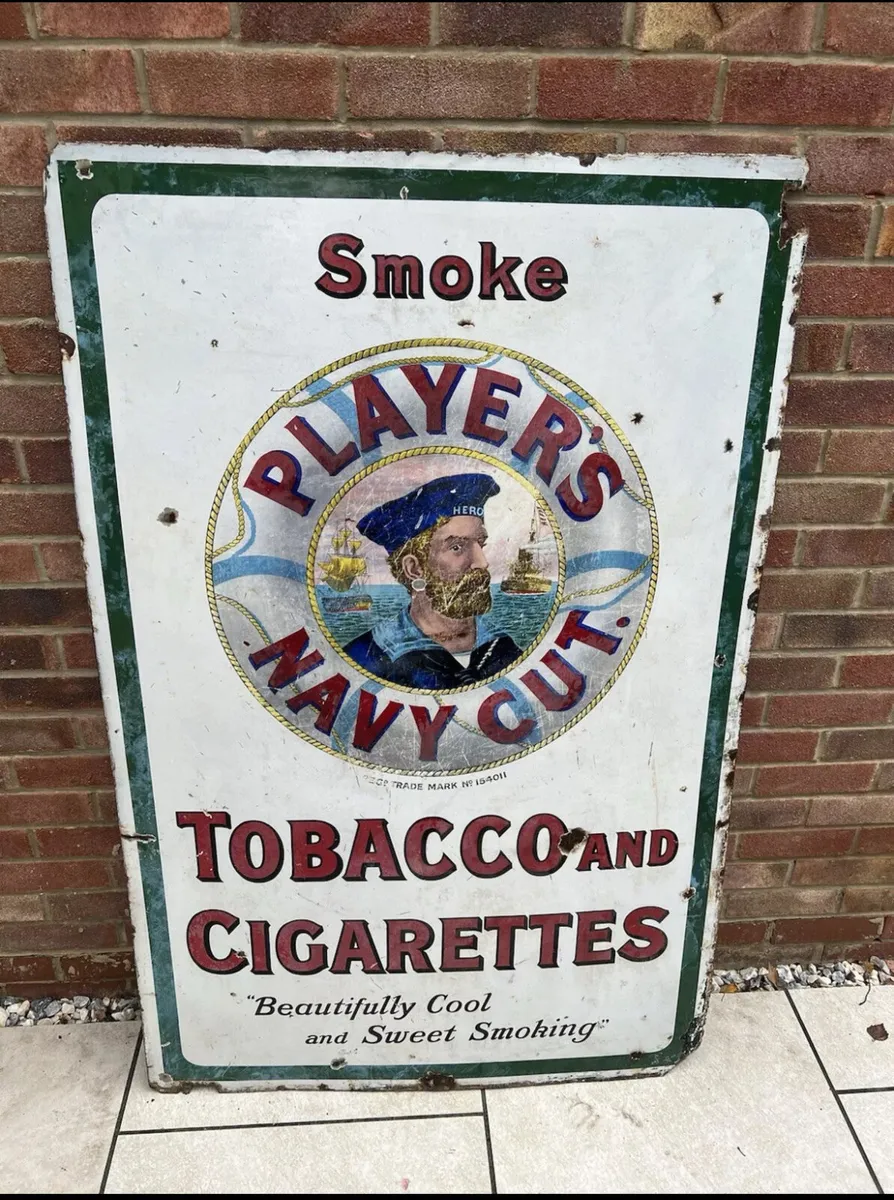 Smoke
PLAYER'S
HERO
NAVY CUT.
REGD TRADE MARK No 154011
TOBACCO AND
CIGARETTES
"Beautifully Cool
and Sweet Smoking"